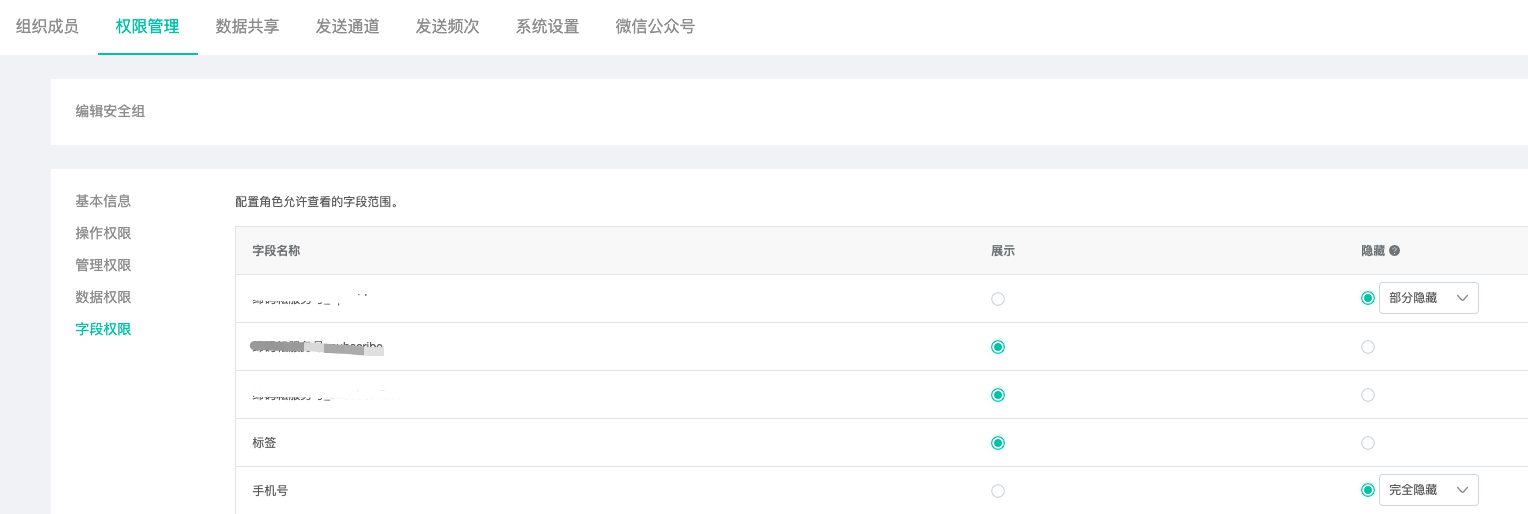 组织成员 权限管理 数据共享 发送通道 发送频次 系统设置 微信公众号
编辑安全组
基本信息
操作权限
管理权限
数据权限
字段权限
配置角色允许查看的字段范围。
字段名称 展示 隐藏
部分隐藏
标签
手机号 完全隐藏